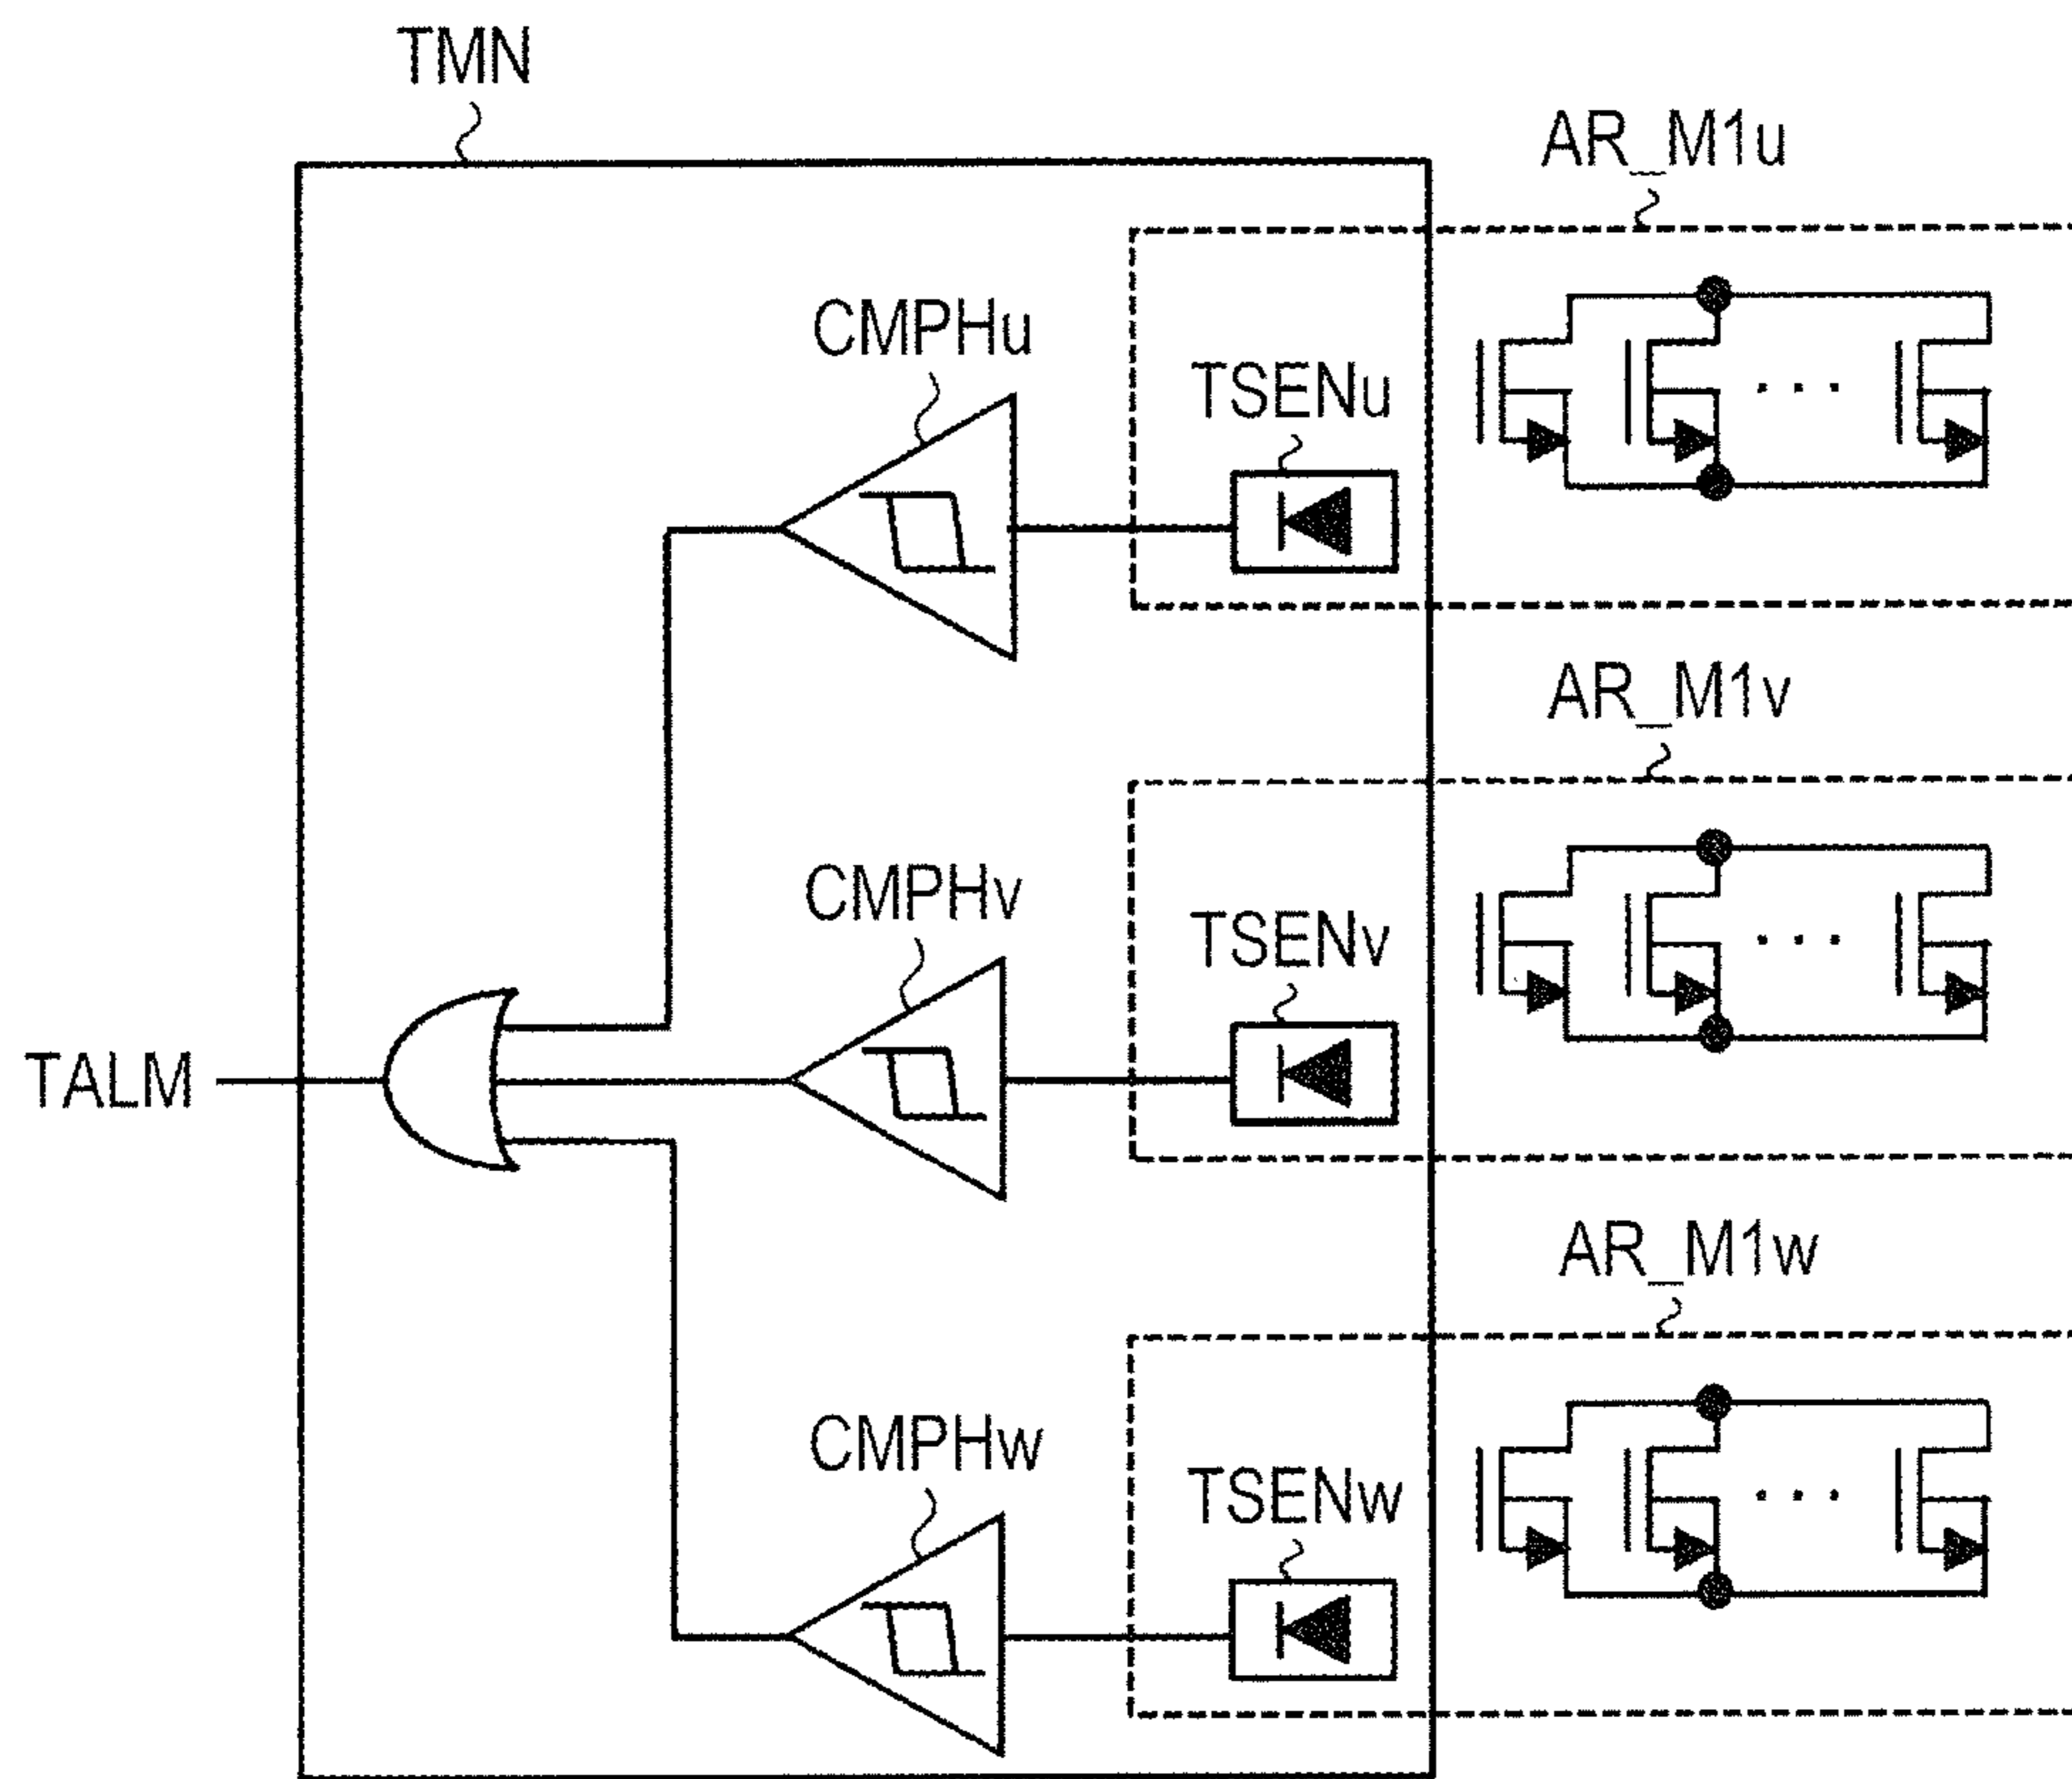 TMN
AR_M1u
CMPHu
TSENu
AR_M1v
CMPHv
TSENv
TALM
AR_M1w
CMPHw
TSENw